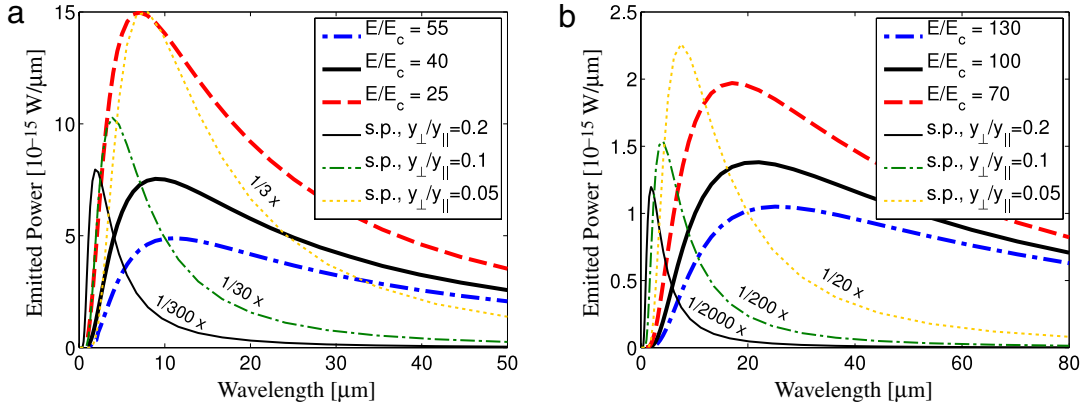 a
15
10
5
0
0
10
20
30
40
50
Emitted Power [10⁻¹⁵ W/μm]
Wavelength [μm]
E/E_c = 55
E/E_c = 40
E/E_c = 25
s.p., y_⊥/y_||=0.2
s.p., y_⊥/y_||=0.1
s.p., y_⊥/y_||=0.05
1/3 x
1/30 x
1/300 x
b
2.5
2
1.5
1
0.5
0
0
20
40
60
80
Emitted Power [10⁻¹⁵ W/μm]
Wavelength [μm]
E/E_c = 130
E/E_c = 100
E/E_c = 70
s.p., y_⊥/y_||=0.2
s.p., y_⊥/y_||=0.1
s.p., y_⊥/y_||=0.05
1/20 x
1/200 x
1/2000 x